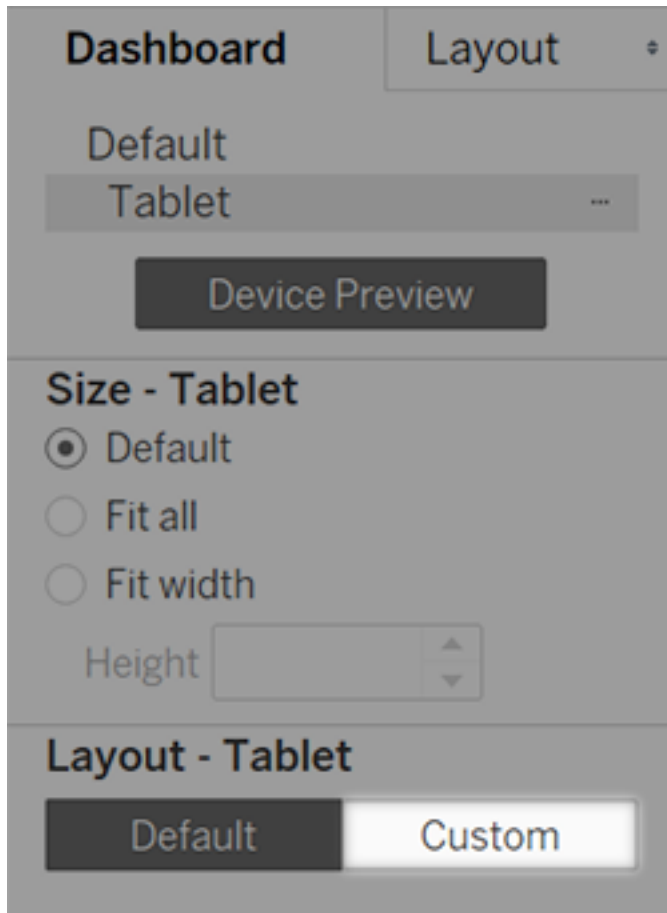 Dashboard Layout
Default
Tablet
Device Preview
Size - Tablet
Default
Fit all
Fit width
Height
Layout - Tablet
Default Custom